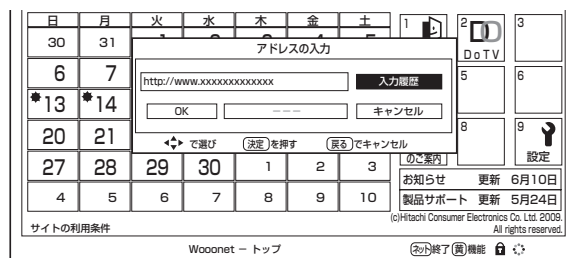 日 月 火 水 木 金 土
30 31
アドレスの入力
http://www.xxxxxxxxxxxxx 入力履歴
OK ––– キャンセル
で選び 決定を押す 戻るでキャンセル
6 7
13 14
20 21
27 28 29 30 1 2 3
4 5 6 7 8 9 10
サイトの利用条件
1
2 DoTV
3
5
6
8
9 設定
のご案内
お知らせ 更新 6月10日
製品サポート 更新 5月24日
(c)Hitachi Consumer Electronics Co. Ltd. 2009.
All rights reserved.
Wooonet – トップ
ネット終了 黄機能